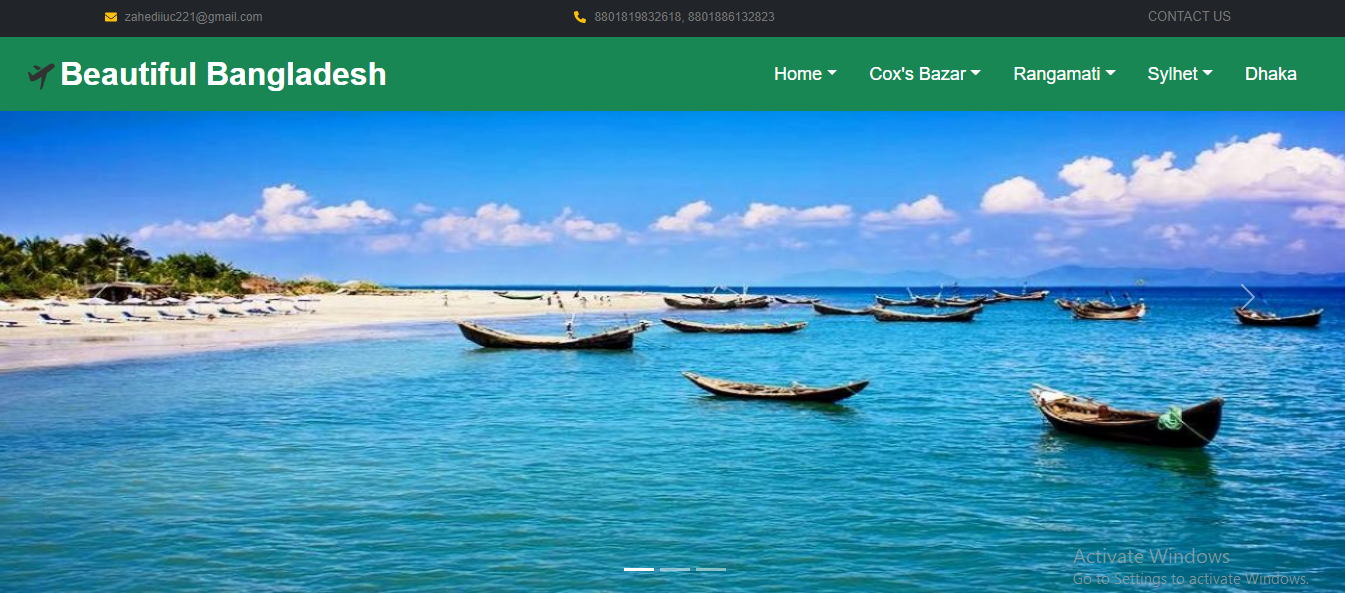 zahediiuc221@gmail.com 8801819832618, 8801886132823 CONTACT US
Beautiful Bangladesh Home Cox's Bazar Rangamati Sylhet Dhaka
Activate Windows
Go to Settings to activate Windows.